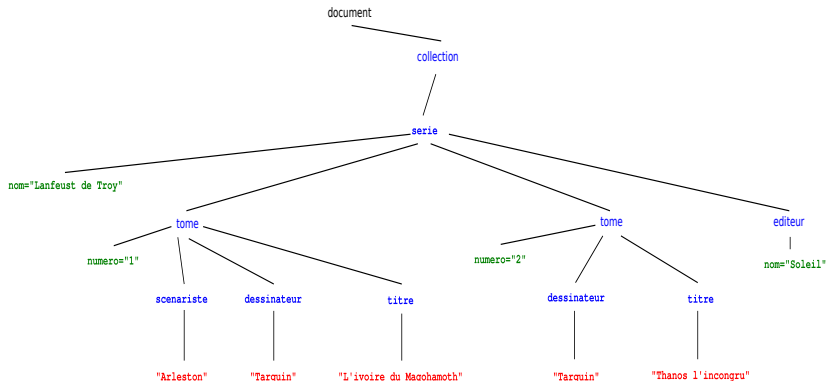 document
collection
serie
nom="Lanfeust de Troy"
tome
tome
editeur
numero="1"
numero="2"
nom="Soleil"
scenariste
dessinateur
titre
dessinateur
titre
"Arleston"
"Tarquin"
"L'ivoire du Magohamoth"
"Tarquin"
"Thanos l'incongru"